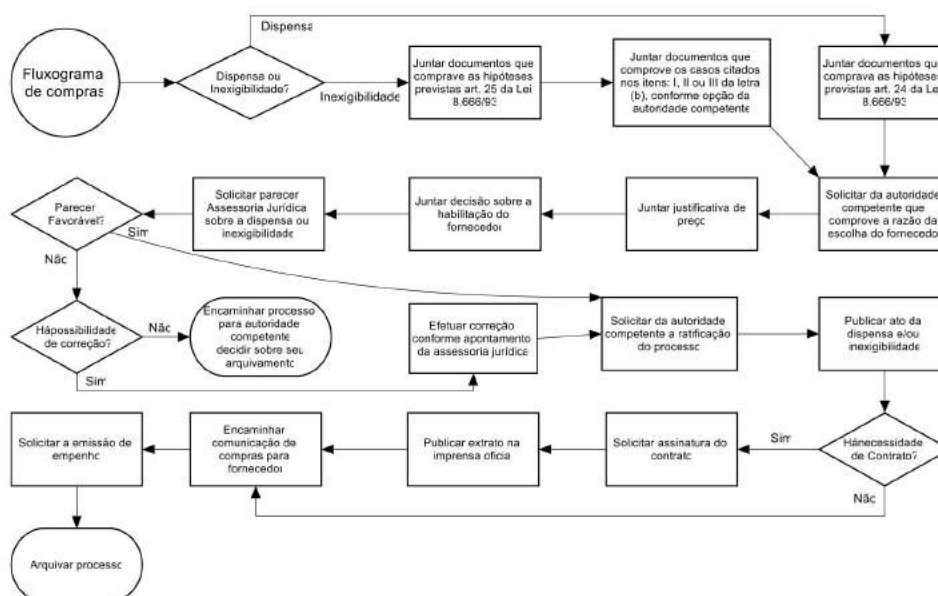 Dispensa
Fluxograma
de compras
Dispensa ou
Inexigibilidade?
Inexigibilidade
Juntar documentos que
comprave as hipóteses
previstas art. 25 da Lei
8.666/93
Juntar documentos que
comprove os casos citados
nos itens: I, II ou III da letra
(b), conforme opção da
autoridade competente
Juntar documentos que
comprava as hipóteses
previstas art. 24 da Lei
8.666/93
Parecer
Favorável?
Sim
Não
Solicitar parecer
Assessoria Jurídica
sobre a dispensa ou
inexigibilidade
Juntar decisão sobre a
habilitação do
fornecedor
Juntar justificativa de
preço
Solicitar da autoridade
competente que
comprove a razão da
escolha do fornecedor
Hápossibilidade
de correção?
Não
Sim
Encaminhar processo
para autoridade
competente
decidir sobre seu
arquivamento
Efetuar correção
conforme apontamento
da assessoria jurídica
Solicitar da autoridade
competente a ratificação
do processo
Publicar ato da
dispensa e/ou
inexigibilidade
Solicitar a emissão de
empenho
Encaminhar
comunicação de
compras para
fornecedor
Publicar extrato na
imprensa oficial
Solicitar assinatura do
contrato
Sim
Hánecessidade
de Contrato?
Não
Arquivar processo